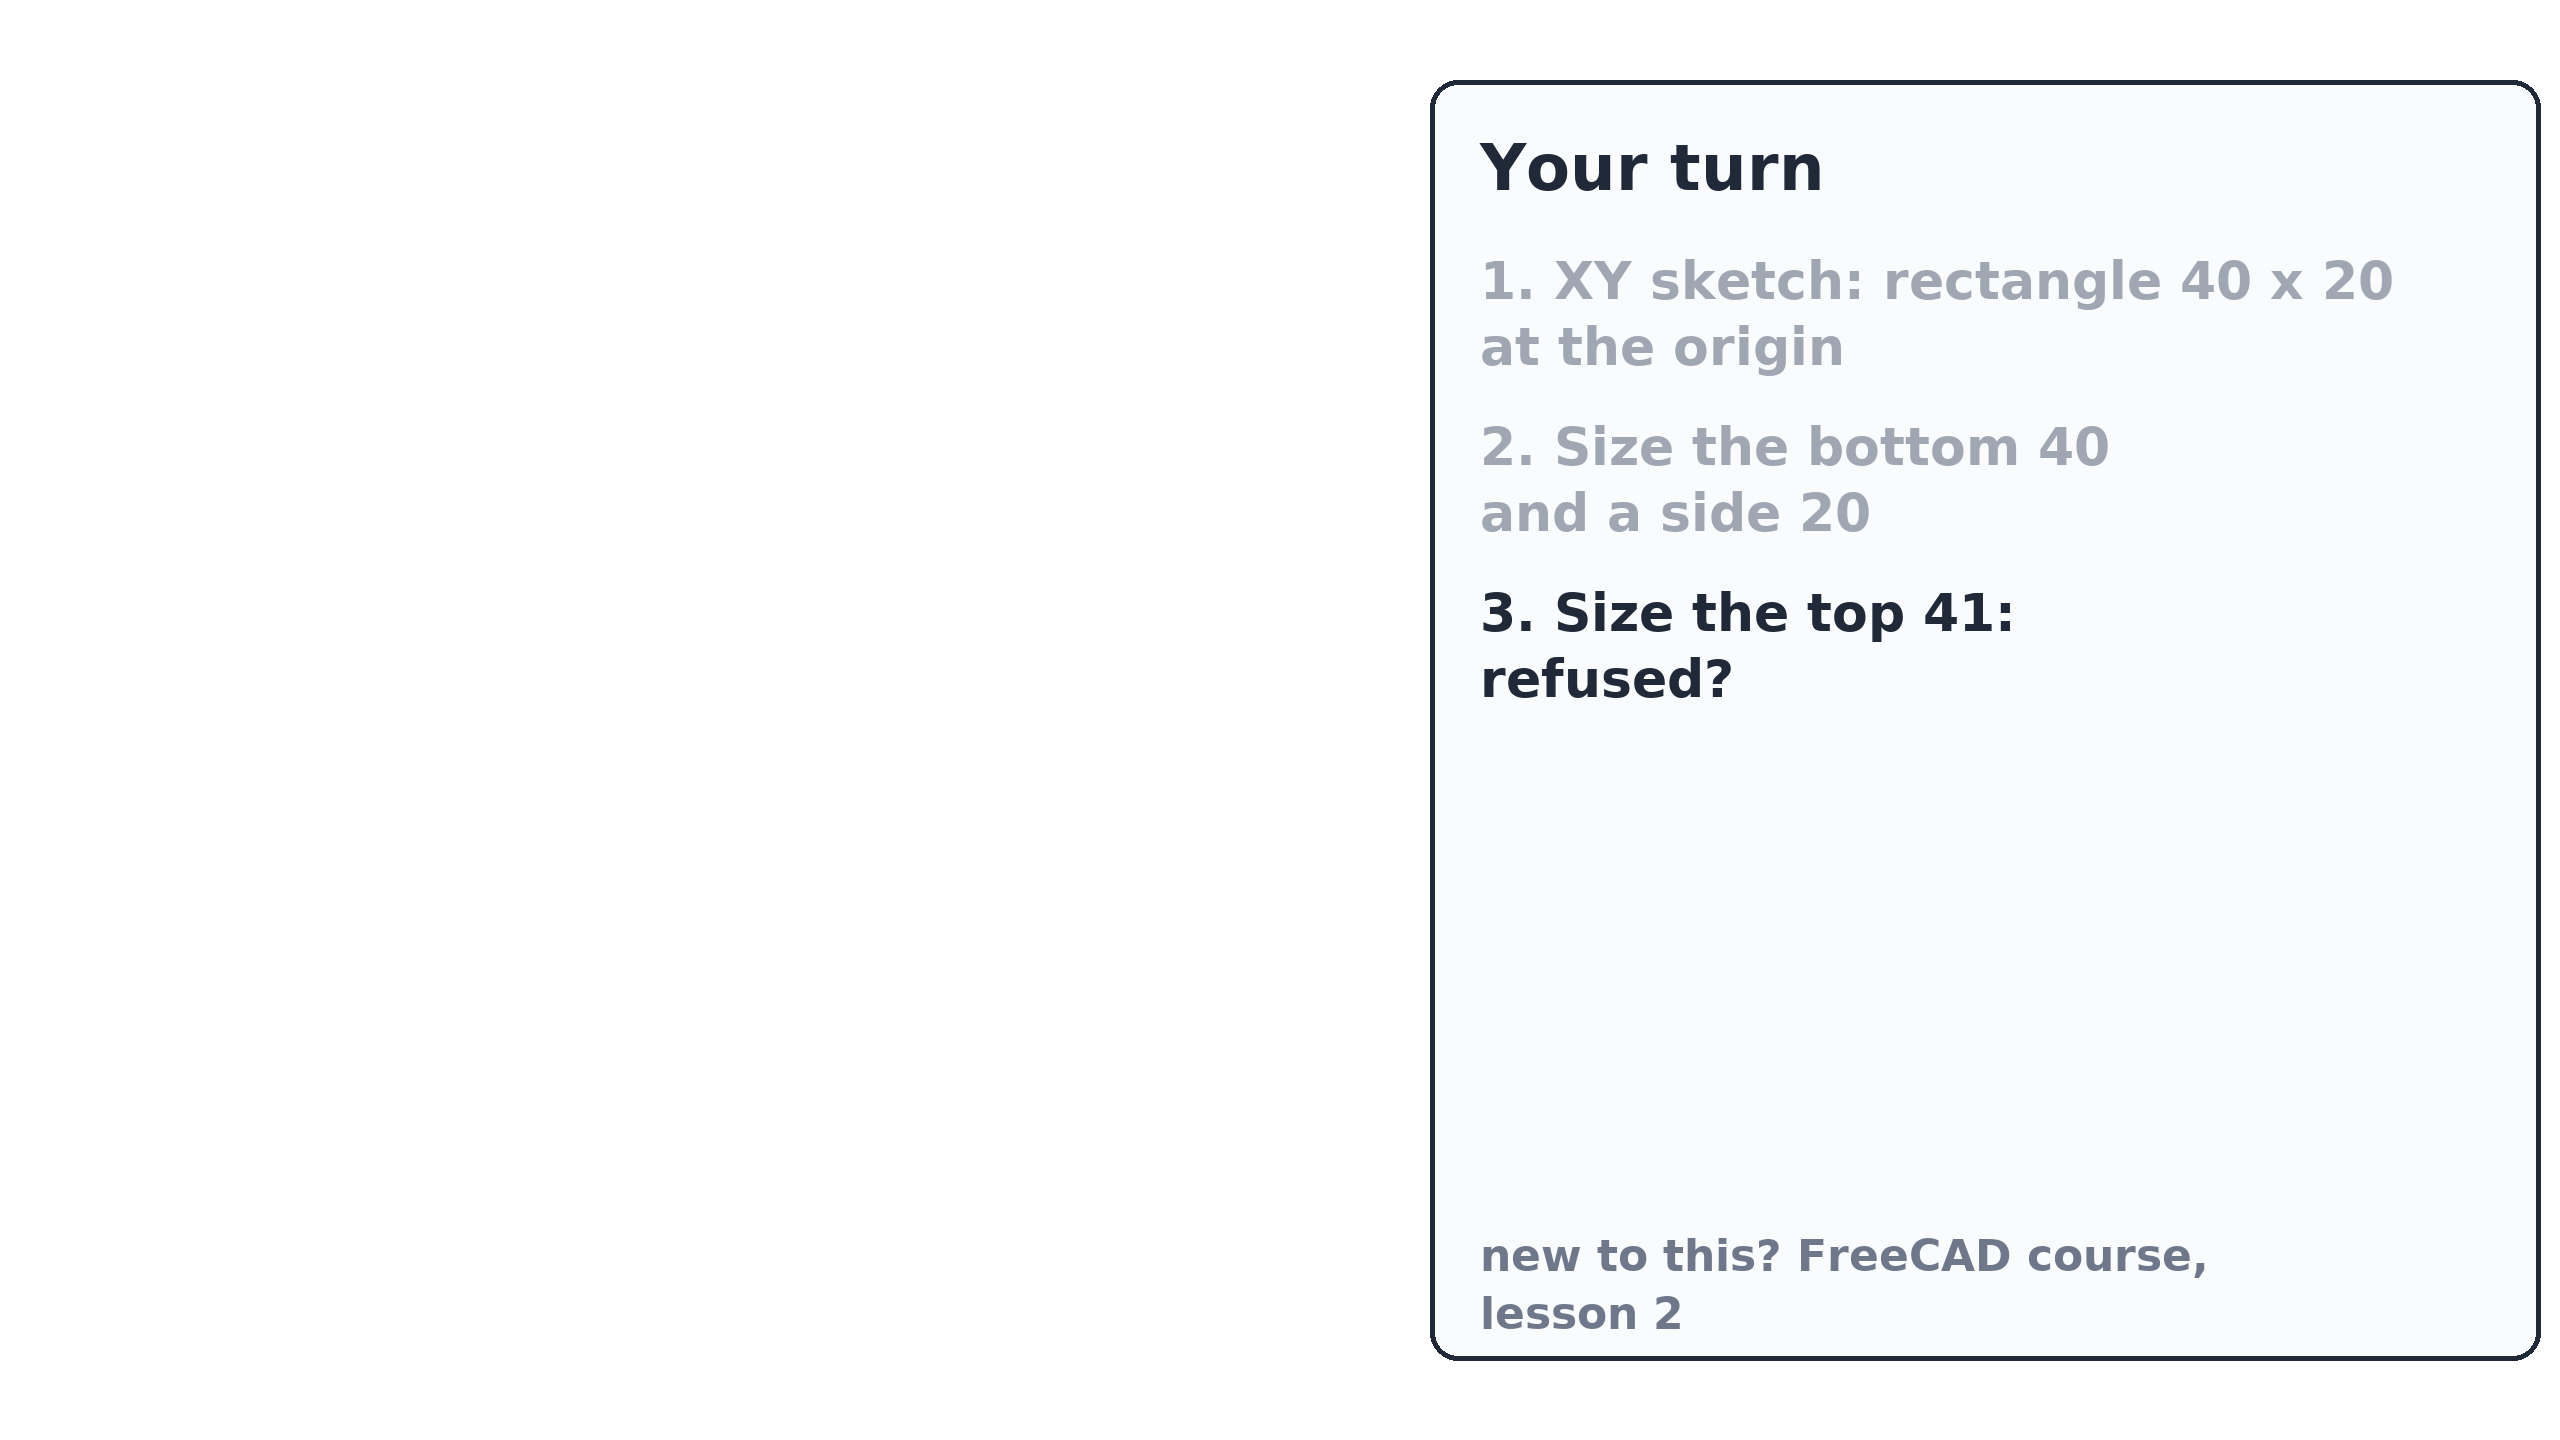 Your turn
1. XY sketch: rectangle 40 x 20
at the origin
2. Size the bottom 40
and a side 20
3. Size the top 41:
refused?
new to this? FreeCAD course,
lesson 2